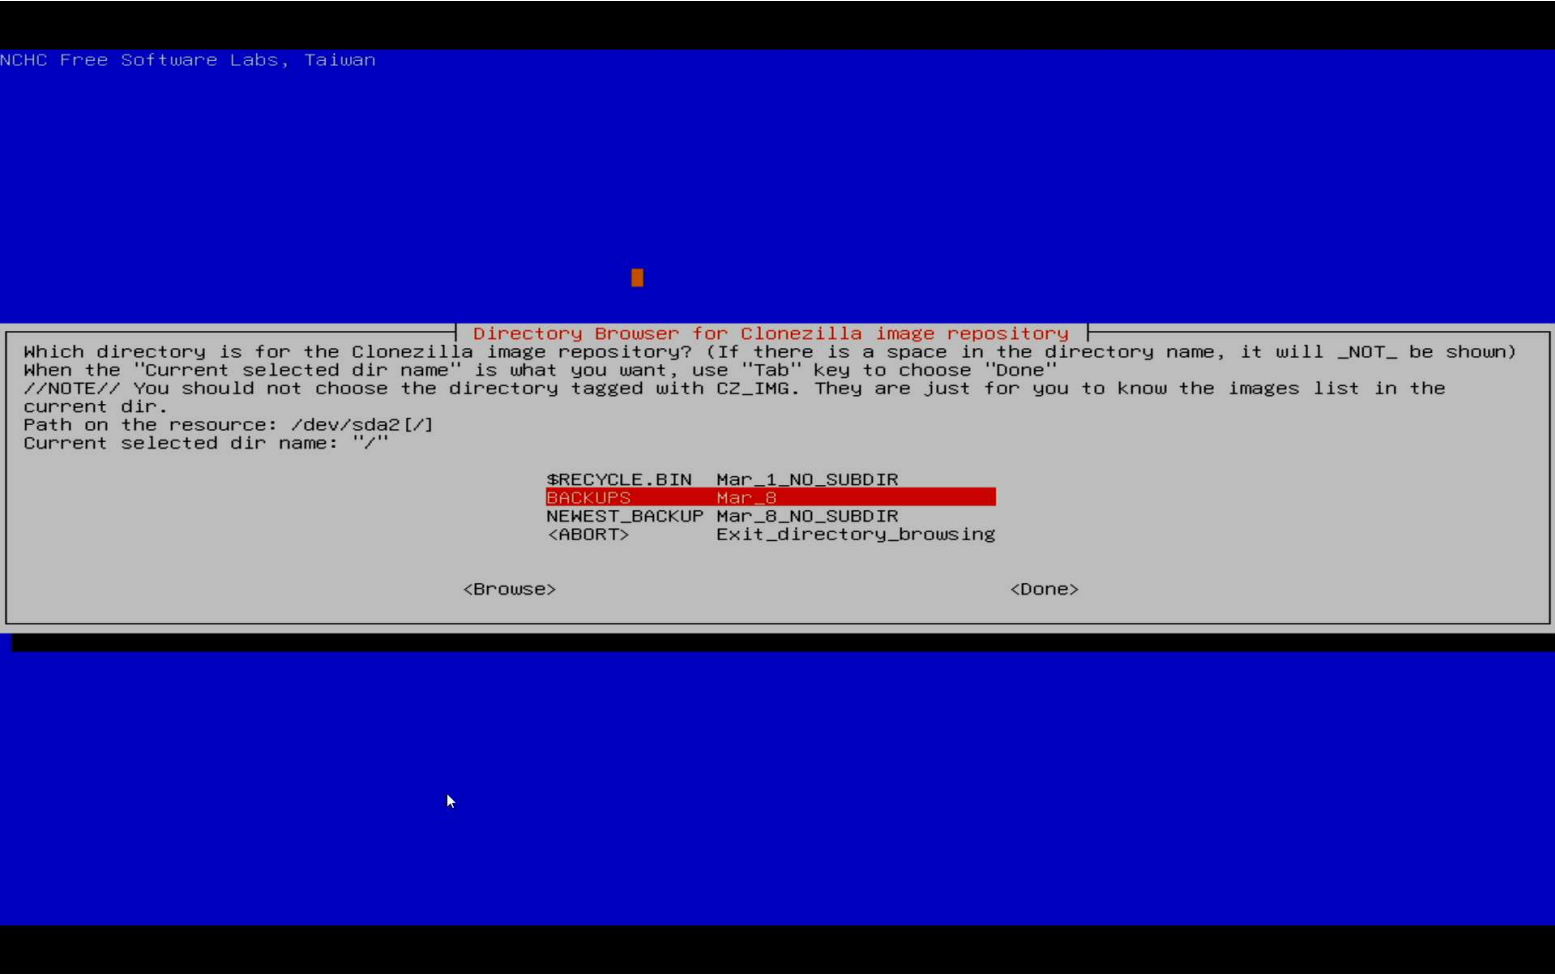 NCHC Free Software Labs, Taiwan
Directory Browser for Clonezilla image repository
Which directory is for the Clonezilla image repository? (If there is a space in the directory name, it will _NOT_ be shown)
When the "Current selected dir name" is what you want, use "Tab" key to choose "Done"
//NOTE// You should not choose the directory tagged with CZ_IMG. They are just for you to know the images list in the
current dir.
Path on the resource: /dev/sda2[/]
Current selected dir name: "/"
$RECYCLE.BIN Mar_1_NO_SUBDIR
BACKUPS Mar_8
NEWEST_BACKUP Mar_8_NO_SUBDIR
<ABORT> Exit_directory_browsing
<Browse> <Done>